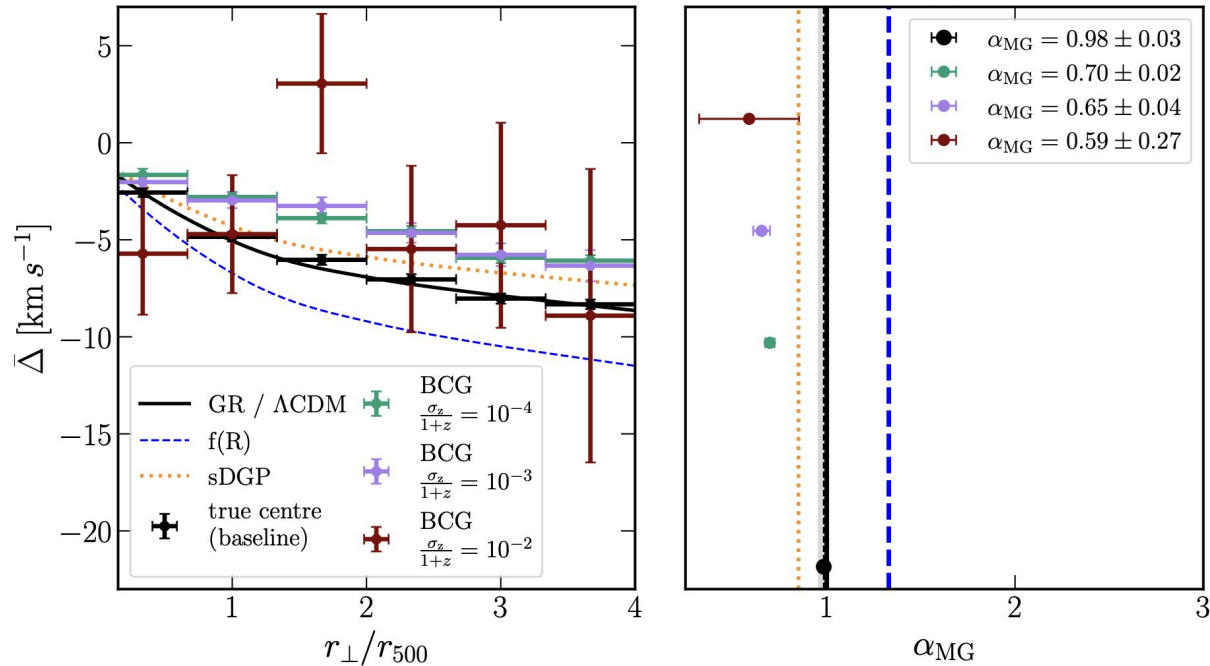 5
0
−5
−10
−15
−20
Δ̄ [km s⁻¹]
GR / ΛCDM
f(R)
sDGP
true centre
(baseline)
BCG
σz/1+z = 10⁻⁴
BCG
σz/1+z = 10⁻³
BCG
σz/1+z = 10⁻²
1 2 3 4
r⊥/r500
αMG = 0.98 ± 0.03
αMG = 0.70 ± 0.02
αMG = 0.65 ± 0.04
αMG = 0.59 ± 0.27
1 2 3
αMG